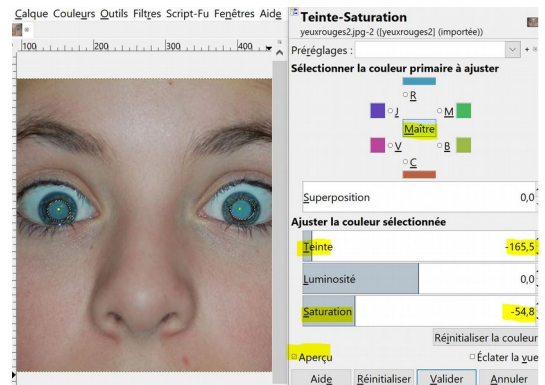 Calque Couleurs Outils Filtres Script-Fu Fenêtres Aide
100 200 300 400
Teinte-Saturation
yeuxrouges2.jpg-2 ([yeuxrouges2] (importée))
Préréglages :
Sélectionner la couleur primaire à ajuster
R
J M
Maître
V B
C
Superposition 0,0
Ajuster la couleur sélectionnée
Teinte -165,5
Luminosité 0,0
Saturation -54,8
Réinitialiser la couleur
Aperçu Éclater la vue
Aide Réinitialiser Valider Annuler